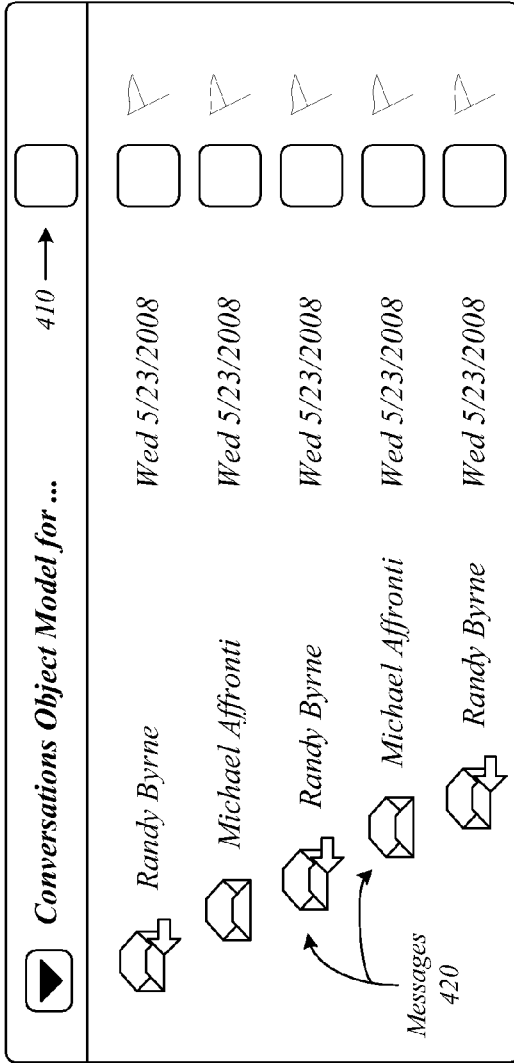 Conversations Object Model for ... 410
Randy Byrne Wed 5/23/2008
Michael Affronti Wed 5/23/2008
Randy Byrne Wed 5/23/2008
Michael Affronti Wed 5/23/2008
Randy Byrne Wed 5/23/2008
Messages
420